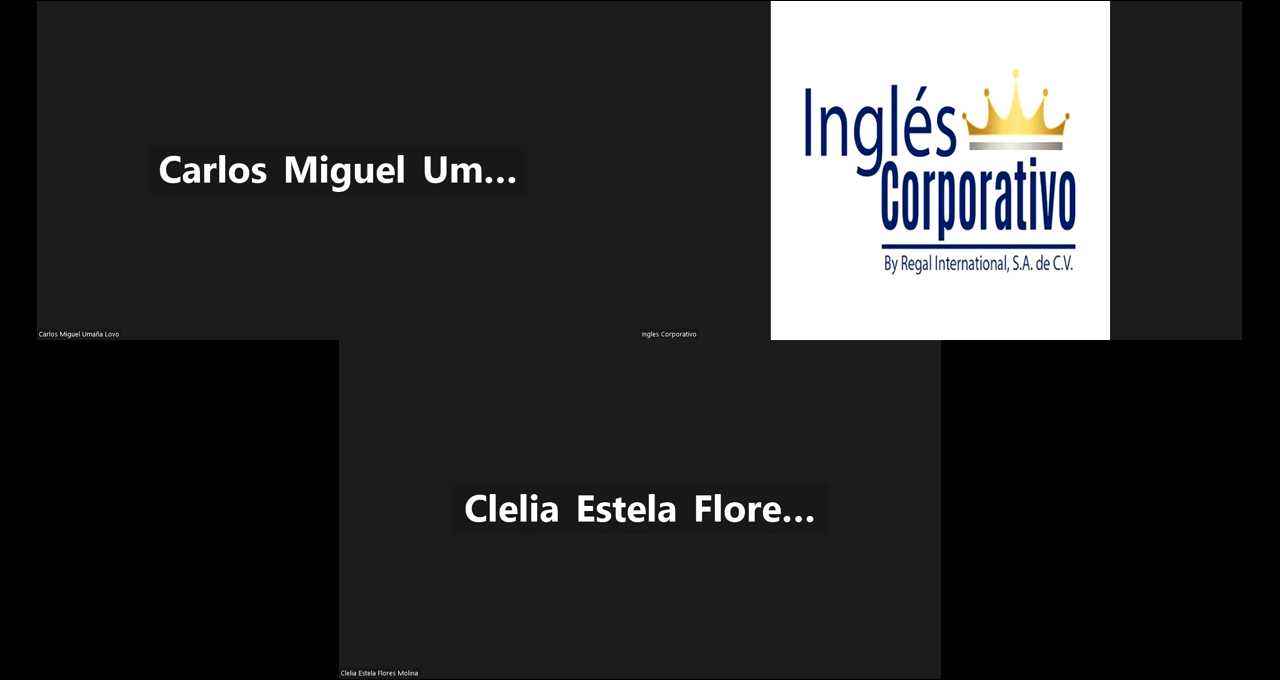 Carlos Miguel Um...
Carlos Miguel Umaña Lovo
Inglés
Corporativo
By Regal International, S.A. de C.V.
Ingles Corporativo
Clelia Estela Flore...
Clelia Estela Flores Molina